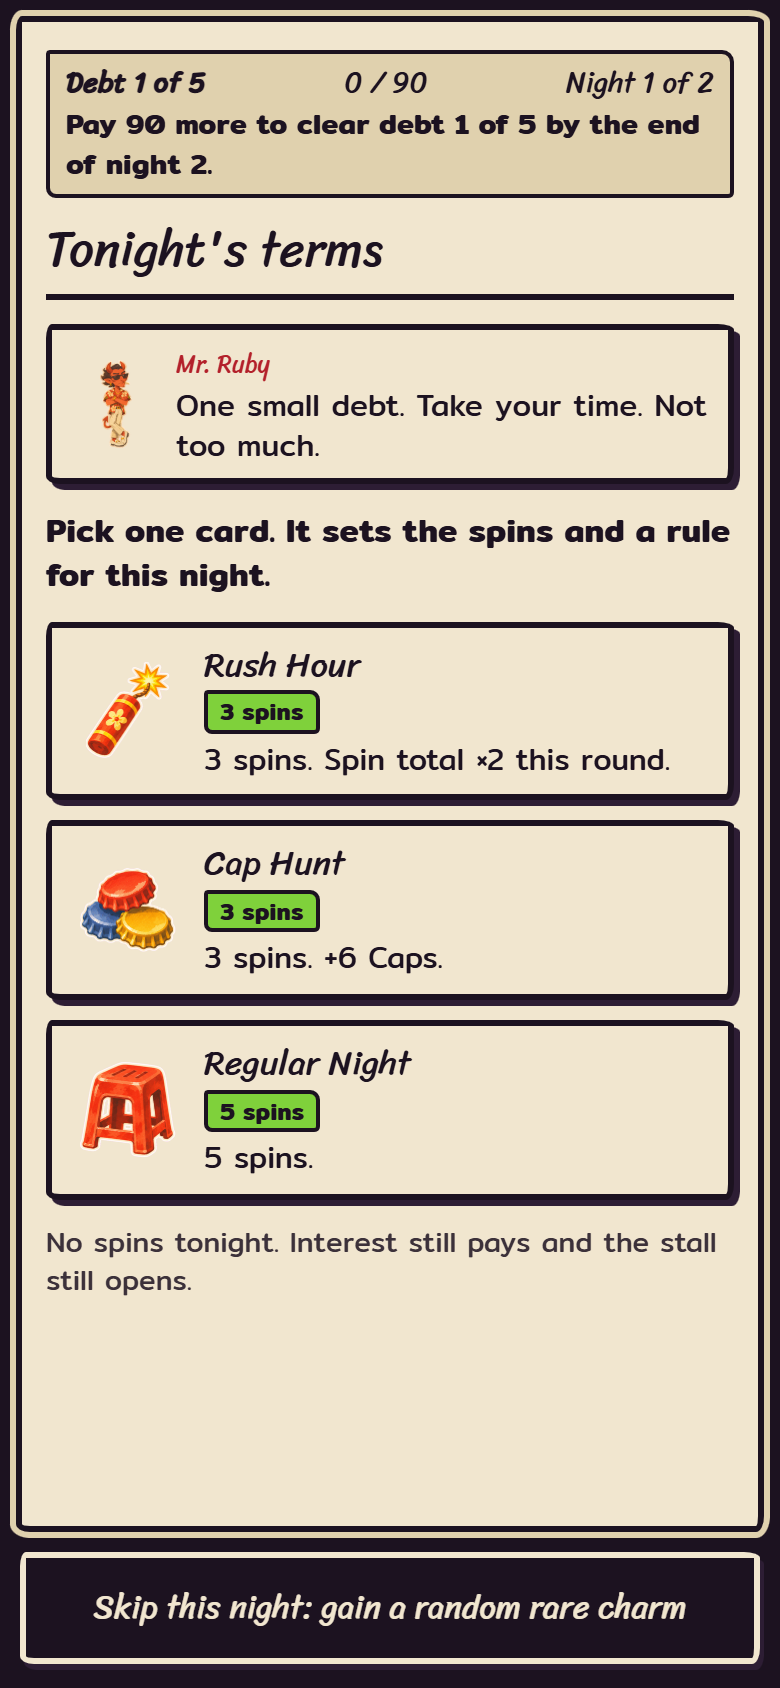 Debt 1 of 5 0 / 90 Night 1 of 2
Pay 90 more to clear debt 1 of 5 by the end
of night 2.
Tonight's terms
Mr. Ruby
One small debt. Take your time. Not
too much.
Pick one card. It sets the spins and a rule
for this night.
Rush Hour
3 spins
3 spins. Spin total ×2 this round.
Cap Hunt
3 spins
3 spins. +6 Caps.
Regular Night
5 spins
5 spins.
No spins tonight. Interest still pays and the stall
still opens.
Skip this night: gain a random rare charm